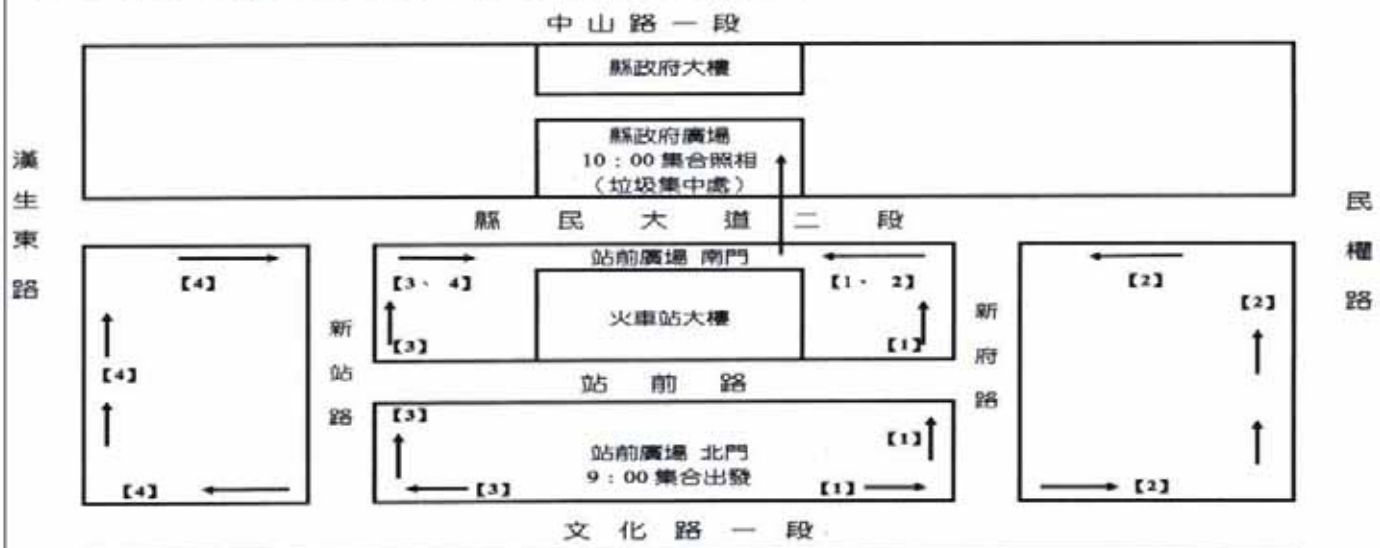 中山路一段
縣政府大樓
縣政府廣場
10：00 集合照相
（垃圾集中處）
漢生東路
民權路
縣民大道二段
站前廣場 南門
【4】
【3、4】
【1、2】
【2】
【2】
火車站大樓
新站路
新府路
【3】
【1】
【4】
站前路
【3】
【1】
站前廣場 北門
9：00 集合出發
【4】
【3】
【1】
【2】
文化路一段